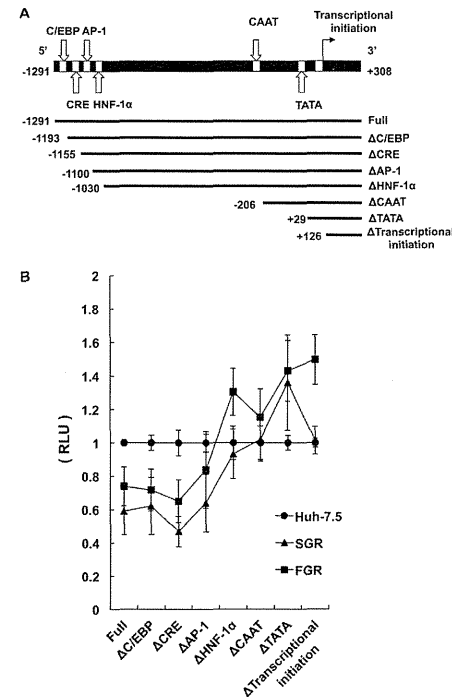 A
Transcriptional
initiation
C/EBP AP-1
CAAT
5'
3'
-1291
+308
CRE HNF-1α
TATA
-1291
Full
-1193
ΔC/EBP
-1155
ΔCRE
-1100
ΔAP-1
-1030
ΔHNF-1α
-206
ΔCAAT
+29
ΔTATA
+126
ΔTranscriptional
initiation
B
2
1.8
1.6
1.4
1.2
1
0.8
0.6
0.4
0.2
0
( RLU )
Huh-7.5
SGR
FGR
Full
ΔC/EBP
ΔCRE
ΔAP-1
ΔHNF-1α
ΔCAAT
ΔTATA
ΔTranscriptional
initiation